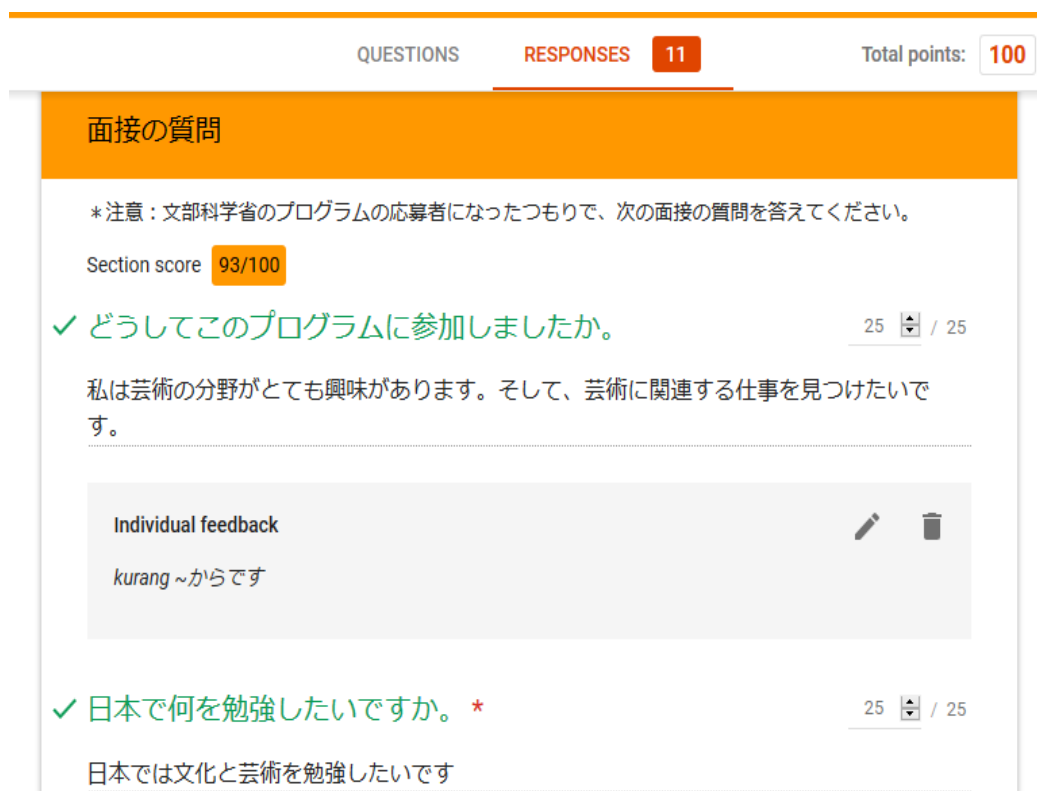 QUESTIONS RESPONSES 11 Total points: 100
面接の質問
*注意：文部科学省のプログラムの応募者になったつもりで、次の面接の質問を答えてください。
Section score 93/100
どうしてこのプログラムに参加しましたか。 25 / 25
私は芸術の分野がとても興味があります。そして、芸術に関連する仕事を見つけたいで
す。
Individual feedback
kurang ~からです
日本で何を勉強したいですか。 * 25 / 25
日本では文化と芸術を勉強したいです